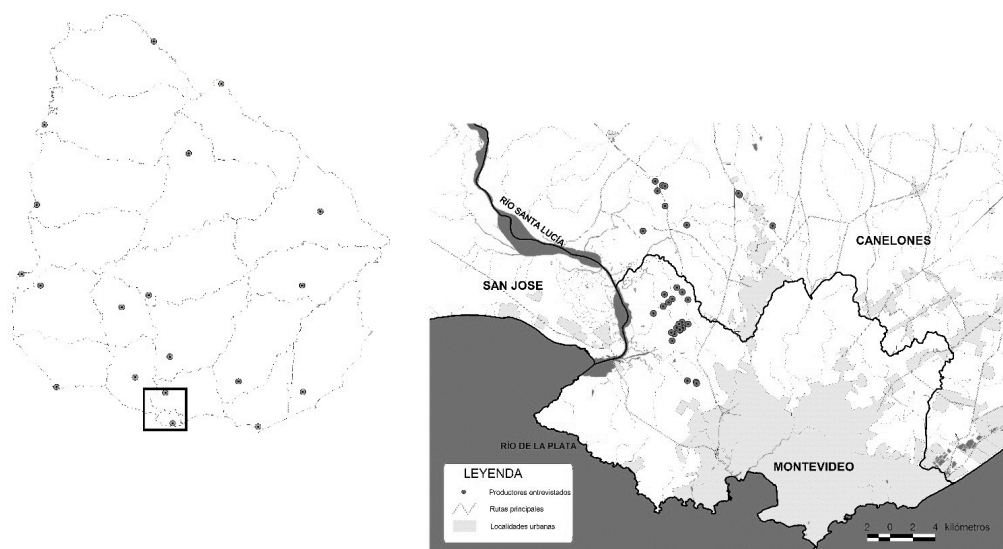 RÍO SANTA LUCÍA
CANELONES
SAN JOSE
RÍO DE LA PLATA
MONTEVIDEO
LEYENDA
Productores entrevistados
Rutas principales
Localidades urbanas
2 0 2 4 kilómetros